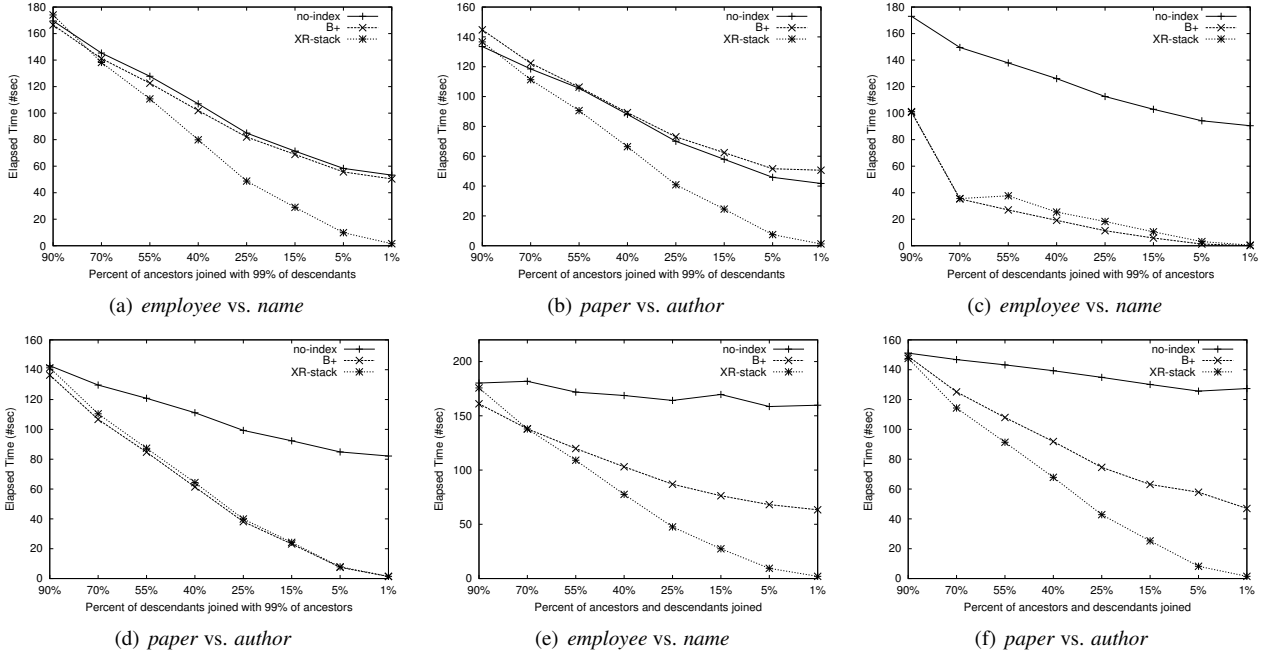 180
160
140
120
100
80
60
40
20
0
Elapsed Time (#sec)
no-index
B+
XR-stack
90% 70% 55% 40% 25% 15% 5% 1%
Percent of ancestors joined with 99% of descendants
(a) employee vs. name
160
140
120
100
80
60
40
20
0
Elapsed Time (#sec)
no-index
B+
XR-stack
90% 70% 55% 40% 25% 15% 5% 1%
Percent of ancestors joined with 99% of descendants
(b) paper vs. author
180
160
140
120
100
80
60
40
20
0
Elapsed Time (#sec)
no-index
B+
XR-stack
90% 70% 55% 40% 25% 15% 5% 1%
Percent of descendants joined with 99% of ancestors
(c) employee vs. name
160
140
120
100
80
60
40
20
0
Elapsed Time (#sec)
no-index
B+
XR-stack
90% 70% 55% 40% 25% 15% 5% 1%
Percent of descendants joined with 99% of ancestors
(d) paper vs. author
200
150
100
50
0
Elapsed Time (#sec)
no-index
B+
XR-stack
90% 70% 55% 40% 25% 15% 5% 1%
Percent of ancestors and descendants joined
(e) employee vs. name
160
140
120
100
80
60
40
20
0
Elapsed Time (#sec)
no-index
B+
XR-stack
90% 70% 55% 40% 25% 15% 5% 1%
Percent of ancestors and descendants joined
(f) paper vs. author